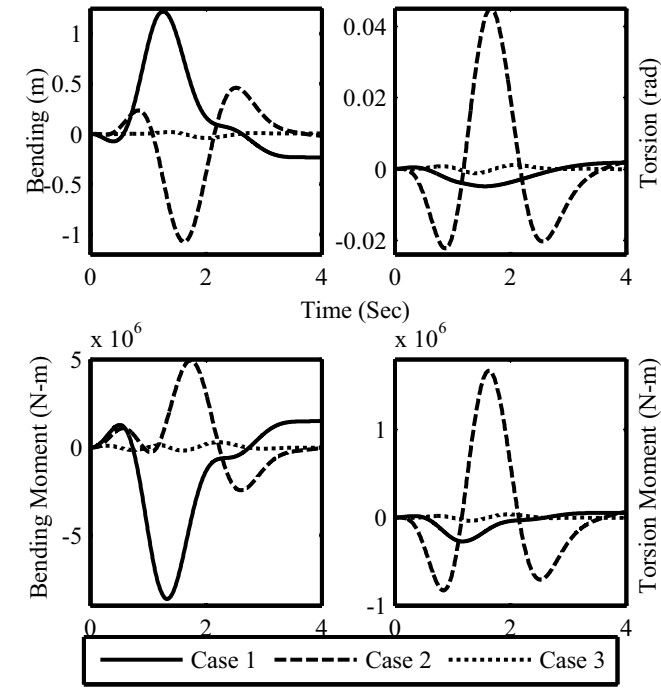 Bending (m)
1
0.5
0
-0.5
-1
0 2 4
Torsion (rad)
0.04
0.02
0
-0.02
0 2 4
Time (Sec)
x 10^6
Bending Moment (N-m)
5
0
-5
0 2 4
x 10^6
Torsion Moment (N-m)
1
0
-1
0 2 4
Case 1 Case 2 Case 3